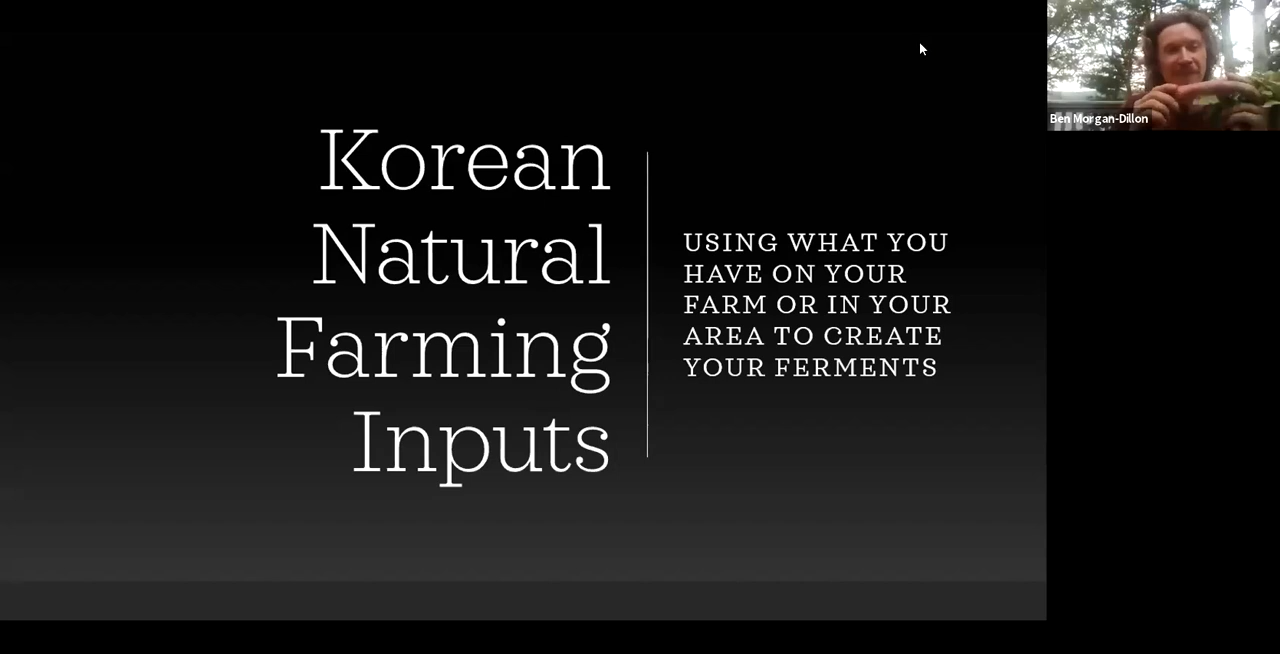 Korean
Natural
Farming
Inputs
USING WHAT YOU
HAVE ON YOUR
FARM OR IN YOUR
AREA TO CREATE
YOUR FERMENTS
Ben Morgan-Dillon